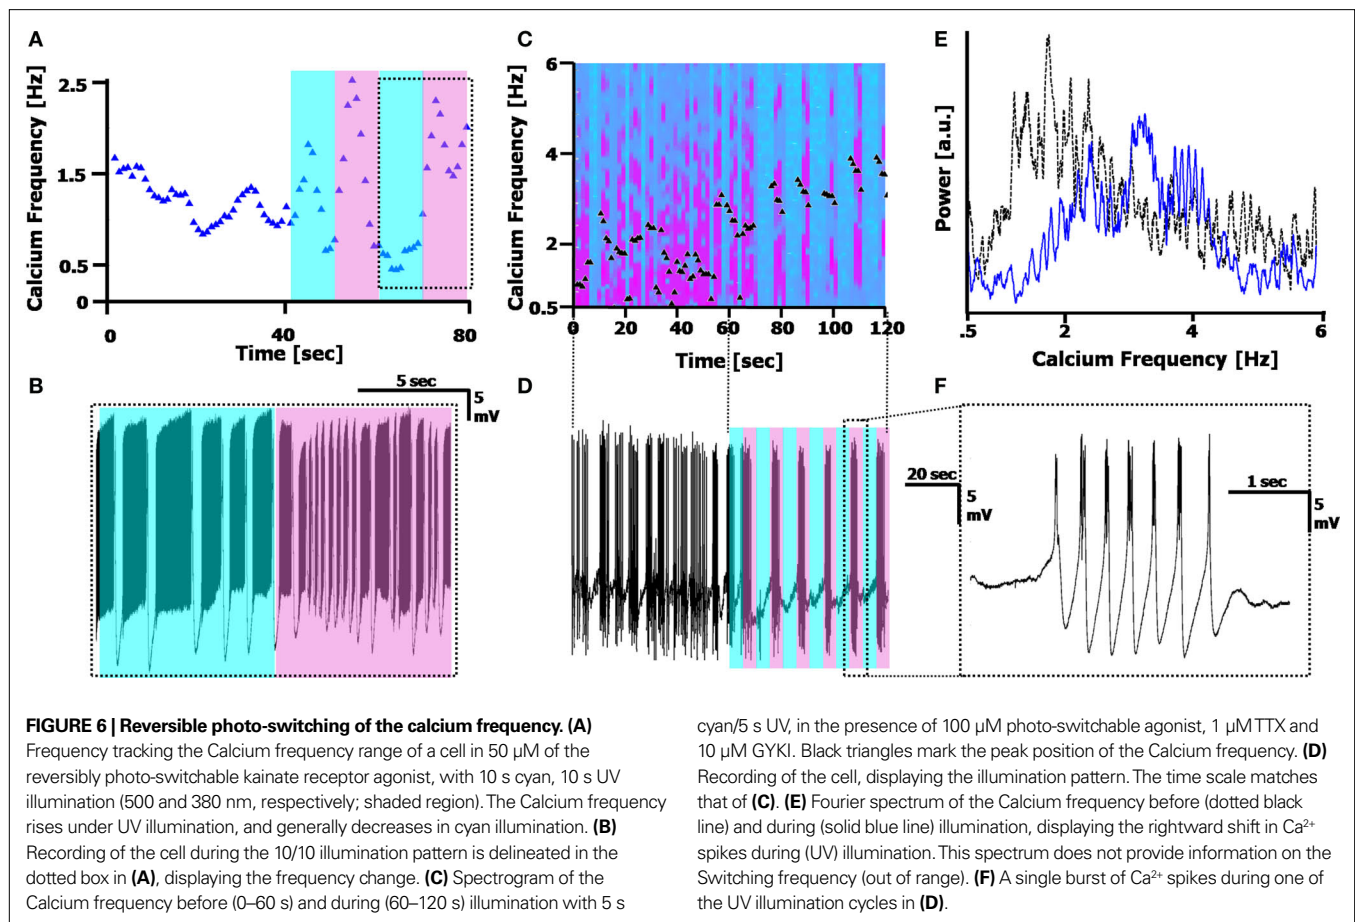 A
Calcium Frequency [Hz]
2.5
1.5
0.5
0
0
40
80
Time [sec]
B
5 sec
5
mV
C
Calcium Frequency [Hz]
6
4
2
0.5
0
20
40
60
80
100
120
Time [sec]
D
20 sec
5
mV
E
Power [a.u.]
.5
2
4
6
Calcium Frequency [Hz]
F
1 sec
5
mV
FIGURE 6 | Reversible photo-switching of the calcium frequency. (A)
Frequency tracking the Calcium frequency range of a cell in 50 µM of the
reversibly photo-switchable kainate receptor agonist, with 10 s cyan, 10 s UV
illumination (500 and 380 nm, respectively; shaded region). The Calcium frequency
rises under UV illumination, and generally decreases in cyan illumination. (B)
Recording of the cell during the 10/10 illumination pattern is delineated in the
dotted box in (A), displaying the frequency change. (C) Spectrogram of the
Calcium frequency before (0–60 s) and during (60–120 s) illumination with 5 s
cyan/5 s UV, in the presence of 100 µM photo-switchable agonist, 1 µM TTX and
10 µM GYKI. Black triangles mark the peak position of the Calcium frequency. (D)
Recording of the cell, displaying the illumination pattern. The time scale matches
that of (C). (E) Fourier spectrum of the Calcium frequency before (dotted black
line) and during (solid blue line) illumination, displaying the rightward shift in Ca²⁺
spikes during (UV) illumination. This spectrum does not provide information on the
Switching frequency (out of range). (F) A single burst of Ca²⁺ spikes during one of
the UV illumination cycles in (D).